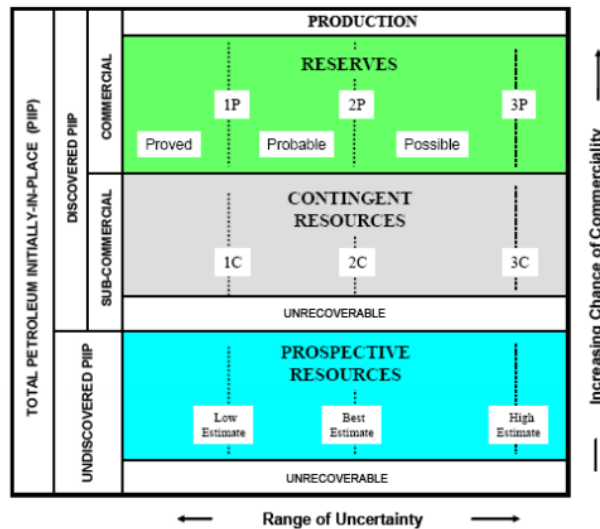 PRODUCTION
RESERVES
1P
2P
3P
Proved
Probable
Possible
CONTINGENT
RESOURCES
1C
2C
3C
UNRECOVERABLE
PROSPECTIVE
RESOURCES
Low
Estimate
Best
Estimate
High
Estimate
UNRECOVERABLE
TOTAL PETROLEUM INITIALLY-IN-PLACE (PIIP)
DISCOVERED PIIP
UNDISCOVERED PIIP
COMMERCIAL
SUB-COMMERCIAL
Increasing Chance of Commerciality
Range of Uncertainty